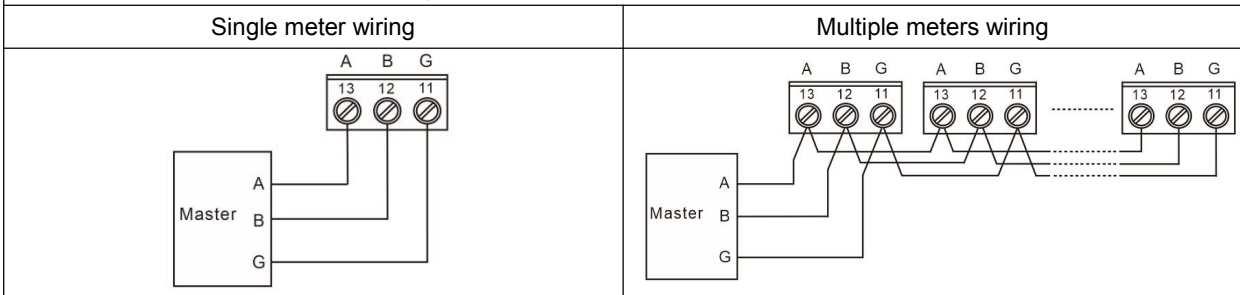 Single meter wiring
Multiple meters wiring
A B G
13 12 11
Master
A
B
G
A B G A B G A B G
13 12 11 13 12 11 13 12 11
Master
A
B
G